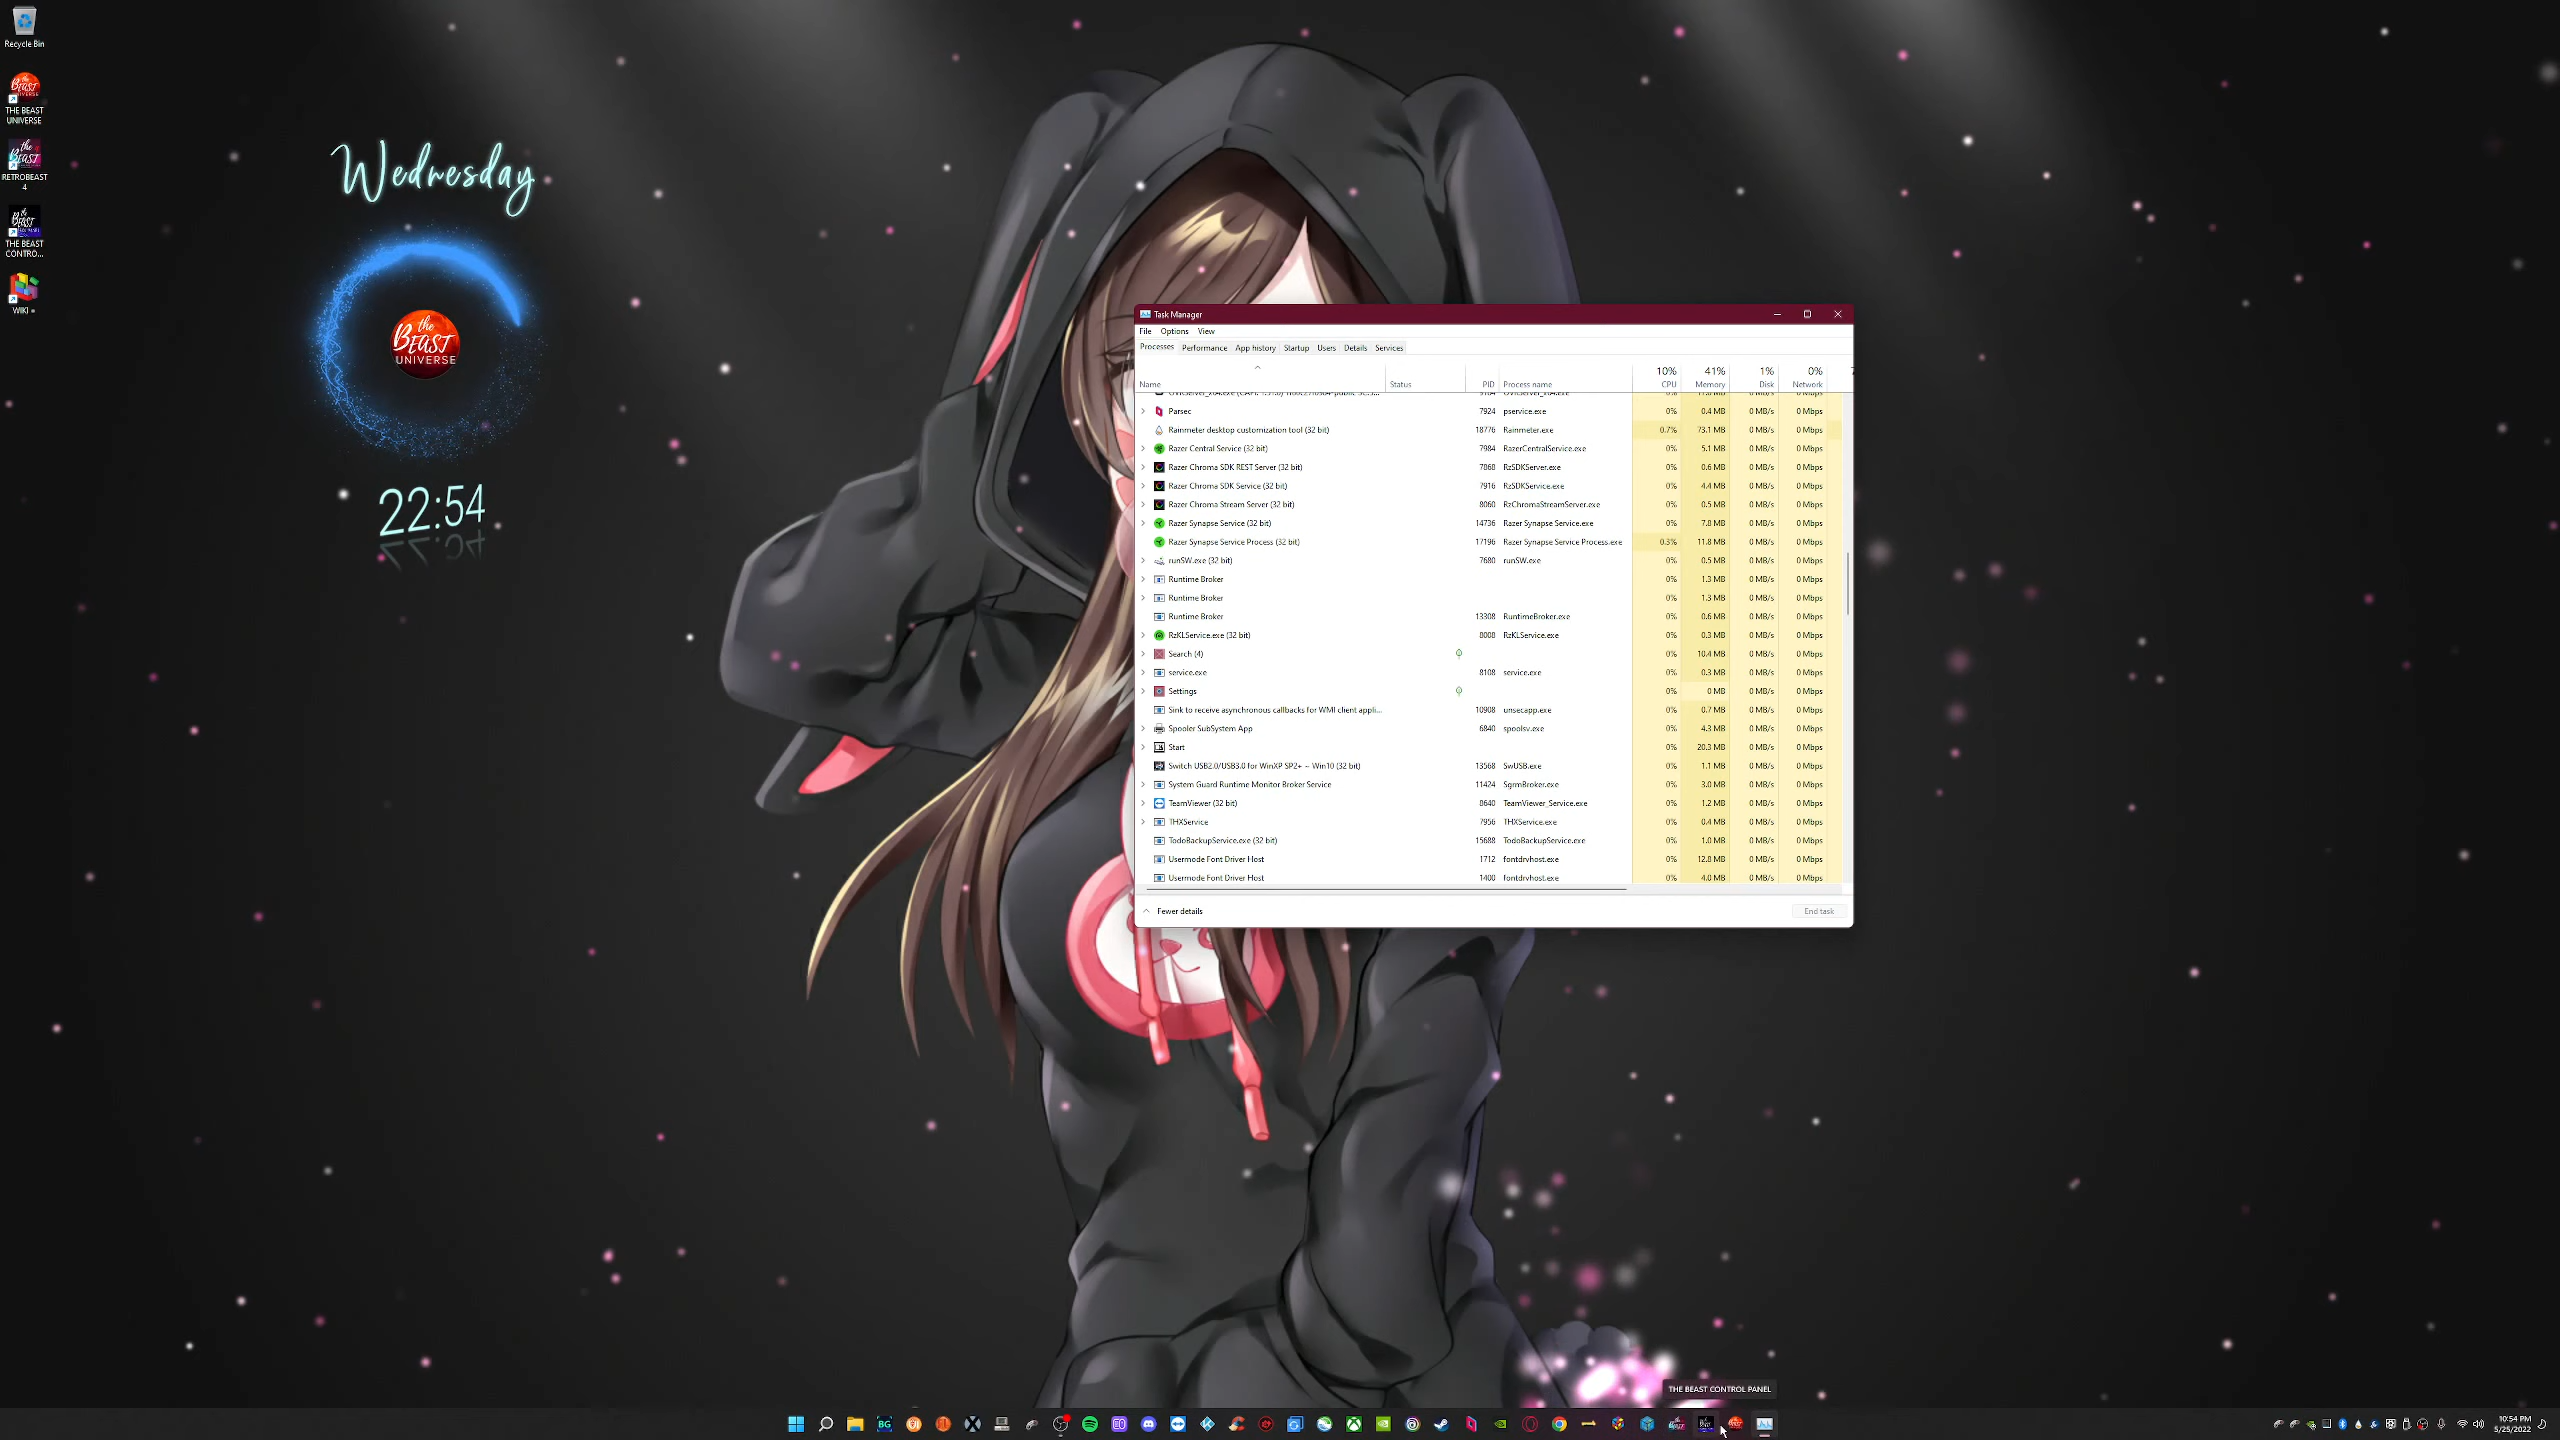 Recycle Bin
the
BEAST
UNIVERSE
THE BEAST
UNIVERSE
the
BEAST
RETROBEAST
4
the
BEAST
THE BEAST
CONTRO...
WIKI
Wednesday
the
BEAST
UNIVERSE
22:54
Task Manager
File Options View
Processes Performance App history Startup Users Details Services
10% 41% 1% 0%
Name Status PID Process name CPU Memory Disk Network
Parsec 7924 pservice.exe 0% 0.4 MB 0 MB/s 0 Mbps
Rainmeter desktop customization tool (32 bit) 18776 Rainmeter.exe 0.7% 73.1 MB 0 MB/s 0 Mbps
Razer Central Service (32 bit) 7984 RazerCentralService.exe 0% 5.1 MB 0 MB/s 0 Mbps
Razer Chroma SDK REST Server (32 bit) 7868 RzSDKServer.exe 0% 0.6 MB 0 MB/s 0 Mbps
Razer Chroma SDK Service (32 bit) 7916 RzSDKService.exe 0% 4.4 MB 0 MB/s 0 Mbps
Razer Chroma Stream Server (32 bit) 8060 RzChromaStreamServer.exe 0% 0.5 MB 0 MB/s 0 Mbps
Razer Synapse Service (32 bit) 14736 Razer Synapse Service.exe 0% 7.8 MB 0 MB/s 0 Mbps
Razer Synapse Service Process (32 bit) 17196 Razer Synapse Service Process.exe 0.3% 11.8 MB 0 MB/s 0 Mbps
runSW.exe (32 bit) 7680 runSW.exe 0% 0.5 MB 0 MB/s 0 Mbps
Runtime Broker 0% 1.3 MB 0 MB/s 0 Mbps
Runtime Broker 0% 1.3 MB 0 MB/s 0 Mbps
Runtime Broker 13308 RuntimeBroker.exe 0% 0.6 MB 0 MB/s 0 Mbps
RzKLService.exe (32 bit) 8008 RzKLService.exe 0% 0.3 MB 0 MB/s 0 Mbps
Search (4) 0% 10.4 MB 0 MB/s 0 Mbps
service.exe 8108 service.exe 0% 0.3 MB 0 MB/s 0 Mbps
Settings 0% 0 MB 0 MB/s 0 Mbps
Sink to receive asynchronous callbacks for WMI client appli... 10908 unsecapp.exe 0% 0.7 MB 0 MB/s 0 Mbps
Spooler SubSystem App 6840 spoolsv.exe 0% 4.3 MB 0 MB/s 0 Mbps
Start 0% 20.3 MB 0 MB/s 0 Mbps
Switch USB2.0/USB3.0 for WinXP SP2+ ~ Win10 (32 bit) 13568 SwUSB.exe 0% 1.1 MB 0 MB/s 0 Mbps
System Guard Runtime Monitor Broker Service 11424 SgrmBroker.exe 0% 3.0 MB 0 MB/s 0 Mbps
TeamViewer (32 bit) 8640 TeamViewer_Service.exe 0% 1.2 MB 0 MB/s 0 Mbps
THXService 7956 THXService.exe 0% 0.4 MB 0 MB/s 0 Mbps
TodoBackupService.exe (32 bit) 15688 TodoBackupService.exe 0% 1.0 MB 0 MB/s 0 Mbps
Usermode Font Driver Host 1712 fontdrvhost.exe 0% 12.8 MB 0 MB/s 0 Mbps
Usermode Font Driver Host 1400 fontdrvhost.exe 0% 4.0 MB 0 MB/s 0 Mbps
Fewer details End task
THE BEAST CONTROL PANEL
BG
10:54 PM
5/25/2022